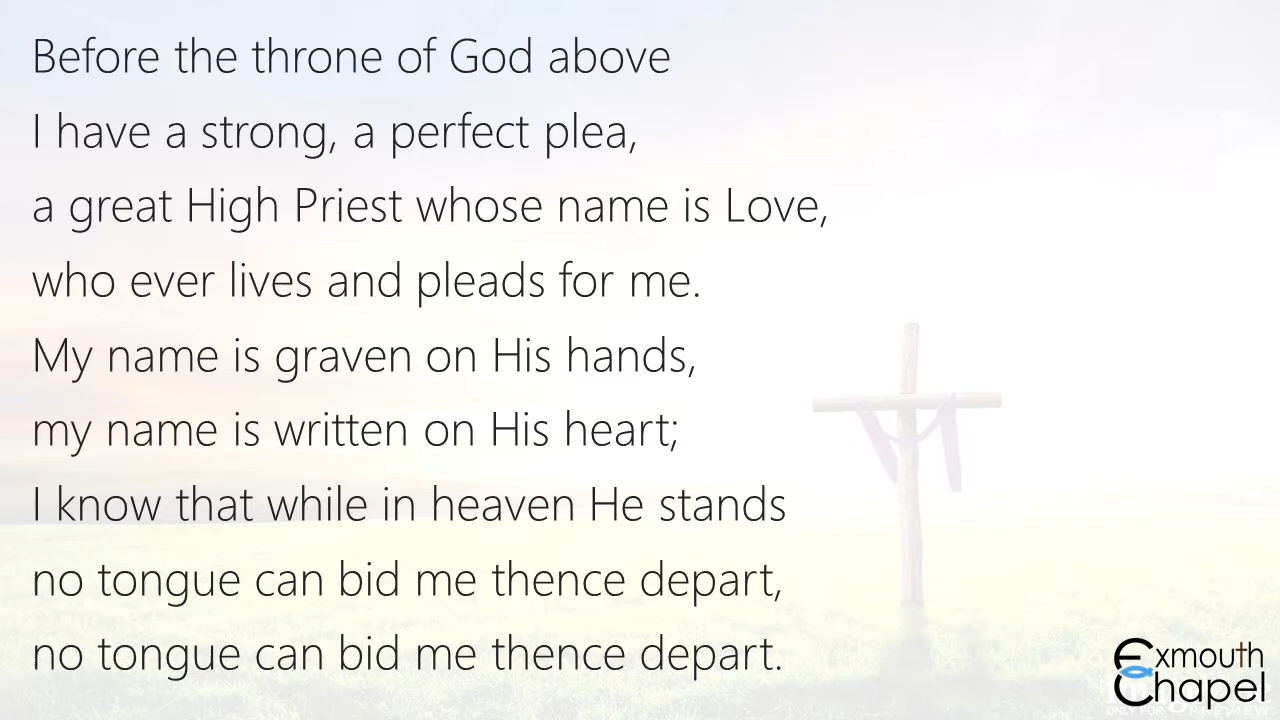 Before the throne of God above
I have a strong, a perfect plea,
a great High Priest whose name is Love,
who ever lives and pleads for me.
My name is graven on His hands,
my name is written on His heart;
I know that while in heaven He stands
no tongue can bid me thence depart,
no tongue can bid me thence depart.
Exmouth
Chapel